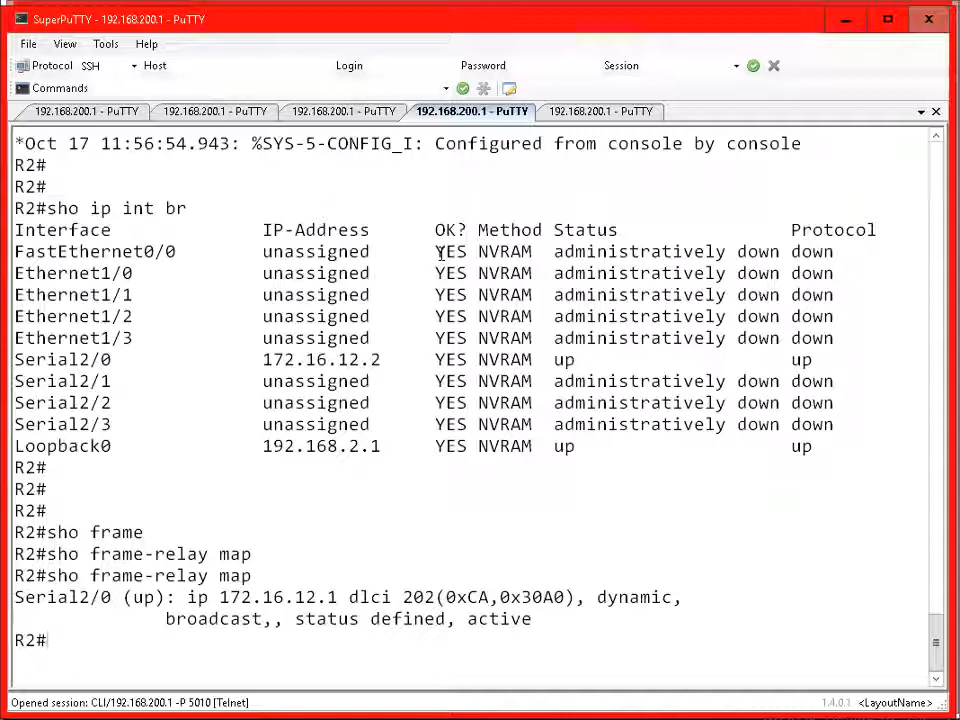 SuperPuTTY - 192.168.200.1 - PuTTY
File View Tools Help
Protocol SSH Host Login Password Session
Commands
192.168.200.1 - PuTTY 192.168.200.1 - PuTTY 192.168.200.1 - PuTTY 192.168.200.1 - PuTTY 192.168.200.1 - PuTTY
*Oct 17 11:56:54.943: %SYS-5-CONFIG_I: Configured from console by console
R2#
R2#
R2#sho ip int br
Interface IP-Address OK? Method Status Protocol
FastEthernet0/0 unassigned YES NVRAM administratively down down
Ethernet1/0 unassigned YES NVRAM administratively down down
Ethernet1/1 unassigned YES NVRAM administratively down down
Ethernet1/2 unassigned YES NVRAM administratively down down
Ethernet1/3 unassigned YES NVRAM administratively down down
Serial2/0 172.16.12.2 YES NVRAM up up
Serial2/1 unassigned YES NVRAM administratively down down
Serial2/2 unassigned YES NVRAM administratively down down
Serial2/3 unassigned YES NVRAM administratively down down
Loopback0 192.168.2.1 YES NVRAM up up
R2#
R2#
R2#
R2#sho frame
R2#sho frame-relay map
R2#sho frame-relay map
Serial2/0 (up): ip 172.16.12.1 dlci 202(0xCA,0x30A0), dynamic,
broadcast,, status defined, active
R2#
Opened session: CLI/192.168.200.1 -P 5010 [Telnet] 1.4.0.1 <LayoutName>